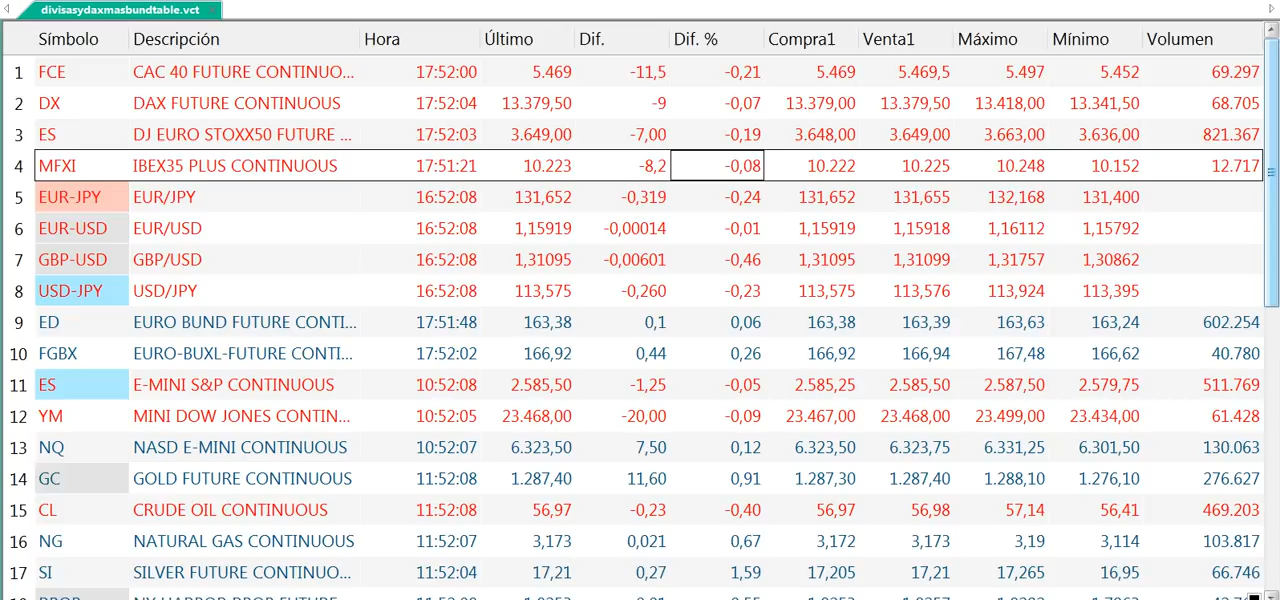 divisasydaxmasbundtable.vct
Símbolo Descripción Hora Último Dif. Dif. % Compra1 Venta1 Máximo Mínimo Volumen
1 FCE CAC 40 FUTURE CONTINUO... 17:52:00 5.469 -11,5 -0,21 5.469 5.469,5 5.497 5.452 69.297
2 DX DAX FUTURE CONTINUOUS 17:52:04 13.379,50 -9 -0,07 13.379,00 13.379,50 13.418,00 13.341,50 68.705
3 ES DJ EURO STOXX50 FUTURE ... 17:52:03 3.649,00 -7,00 -0,19 3.648,00 3.649,00 3.663,00 3.636,00 821.367
4 MFXI IBEX35 PLUS CONTINUOUS 17:51:21 10.223 -8,2 -0,08 10.222 10.225 10.248 10.152 12.717
5 EUR-JPY EUR/JPY 16:52:08 131,652 -0,319 -0,24 131,652 131,655 132,168 131,400
6 EUR-USD EUR/USD 16:52:08 1,15919 -0,00014 -0,01 1,15919 1,15918 1,16112 1,15792
7 GBP-USD GBP/USD 16:52:08 1,31095 -0,00601 -0,46 1,31095 1,31099 1,31757 1,30862
8 USD-JPY USD/JPY 16:52:08 113,575 -0,260 -0,23 113,575 113,576 113,924 113,395
9 ED EURO BUND FUTURE CONTI... 17:51:48 163,38 0,1 0,06 163,38 163,39 163,63 163,24 602.254
10 FGBX EURO-BUXL-FUTURE CONTI... 17:52:02 166,92 0,44 0,26 166,92 166,94 167,48 166,62 40.780
11 ES E-MINI S&P CONTINUOUS 10:52:08 2.585,50 -1,25 -0,05 2.585,25 2.585,50 2.587,50 2.579,75 511.769
12 YM MINI DOW JONES CONTIN... 10:52:05 23.468,00 -20,00 -0,09 23.467,00 23.468,00 23.499,00 23.434,00 61.428
13 NQ NASD E-MINI CONTINUOUS 10:52:07 6.323,50 7,50 0,12 6.323,50 6.323,75 6.331,25 6.301,50 130.063
14 GC GOLD FUTURE CONTINUOUS 11:52:08 1.287,40 11,60 0,91 1.287,30 1.287,40 1.288,10 1.276,10 276.627
15 CL CRUDE OIL CONTINUOUS 11:52:08 56,97 -0,23 -0,40 56,97 56,98 57,14 56,41 469.203
16 NG NATURAL GAS CONTINUOUS 11:52:07 3,173 0,021 0,67 3,172 3,173 3,19 3,114 103.817
17 SI SILVER FUTURE CONTINUO... 11:52:04 17,21 0,27 1,59 17,205 17,21 17,265 16,95 66.746